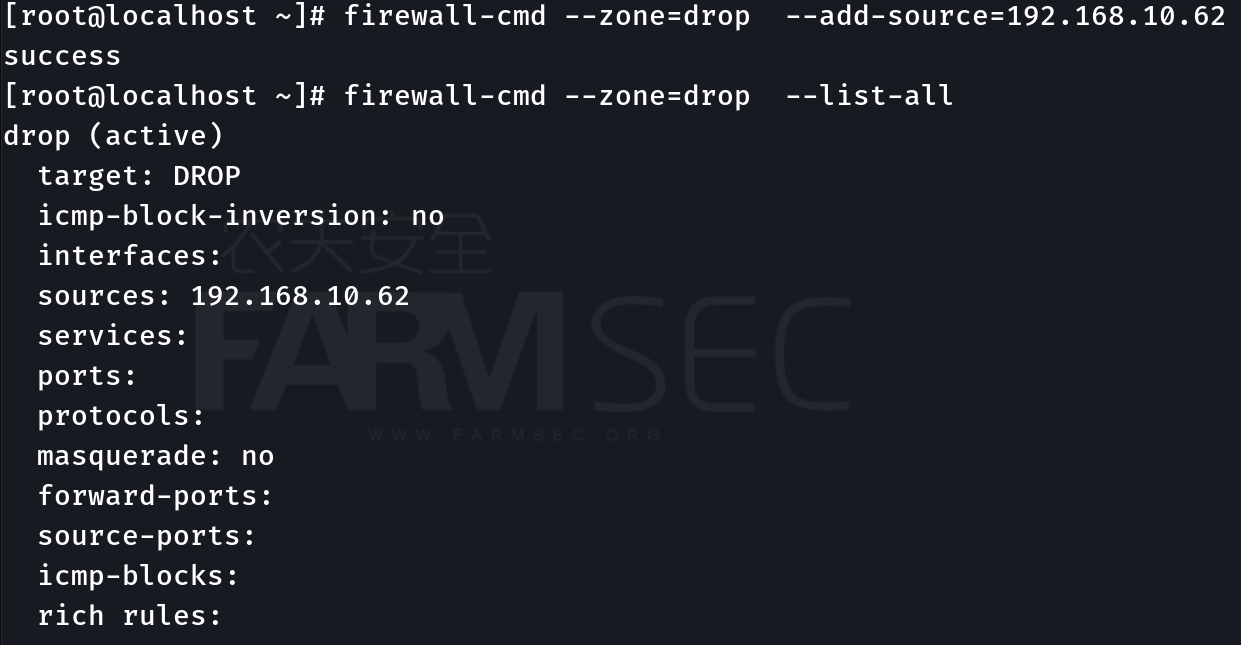 [root@localhost ~]# firewall-cmd --zone=drop  --add-source=192.168.10.62
success
[root@localhost ~]# firewall-cmd --zone=drop  --list-all
drop (active)
  target: DROP
  icmp-block-inversion: no
  interfaces:
  sources: 192.168.10.62
  services:
  ports:
  protocols:
  masquerade: no
  forward-ports:
  source-ports:
  icmp-blocks:
  rich rules:
农夫安全
FARMSEC
WWW.FARMSEC.ORG